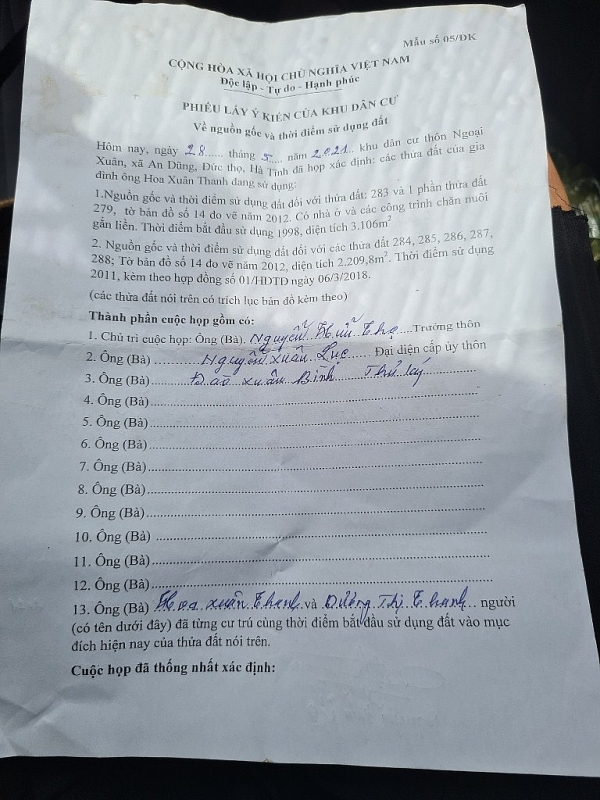 Mẫu số 05/ĐK
CỘNG HÒA XÃ HỘI CHỦ NGHĨA VIỆT NAM
Độc lập - Tự do - Hạnh phúc
PHIẾU LẤY Ý KIẾN CỦA KHU DÂN CƯ
Về nguồn gốc và thời điểm sử dụng đất
Hôm nay, ngày 28...... tháng 5.... năm 2021.. khu dân cư thôn Ngoại
Xuân, xã An Dũng, Đức thọ, Hà Tĩnh đã họp xác định: các thửa đất của gia
đình ông Hoa Xuân Thanh đang sử dụng:
1.Nguồn gốc và thời điểm sử dụng đất đối với thửa đất: 283 và 1 phần thửa đất
279, tờ bản đồ số 14 đo vẽ năm 2012. Có nhà ở và các công trình chăn nuôi
gắn liền. Thời điểm bắt đầu sử dụng 1998, diện tích 3.106m²
2. Nguồn gốc và thời điểm sử dụng đất đối với các thửa đất 284, 285, 286, 287,
288; Tờ bản đồ số 14 đo vẽ năm 2012, diện tích 2.209,8m². Thời điểm sử dụng
2011, kèm theo hợp đồng số 01/HĐTD ngày 06/3/2018.
(các thửa đất nói trên có trích lục bản đồ kèm theo)
Thành phần cuộc họp gồm có:
1. Chủ trì cuộc họp: Ông (Bà). Nguyễn Hữu Thọ....Trưởng thôn
2. Ông (Bà) ......... Nguyễn Xuân Lục...... Đại diện cấp ủy thôn
3. Ông (Bà)........ Đào Xuân Bình Thư ký...............
4. Ông (Bà)..............................................................
5. Ông (Bà)..............................................................
6. Ông (Bà)..............................................................
7. Ông (Bà)..............................................................
8. Ông (Bà)..............................................................
9. Ông (Bà)..............................................................
10. Ông (Bà) ............................................................
11. Ông (Bà)............................................................
12. Ông (Bà)............................................................
13. Ông (Bà) Hoa Xuân Thanh và Dương Thị Thanh... người
(có tên dưới đây) đã từng cư trú cùng thời điểm bắt đầu sử dụng đất vào mục
đích hiện nay của thửa đất nói trên.
Cuộc họp đã thống nhất xác định: